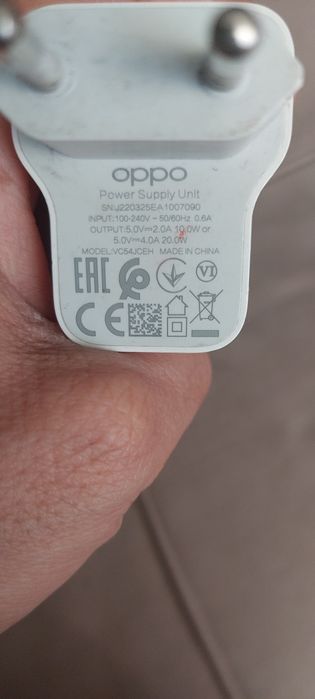 oppo
Power Supply Unit
SN:J220325EA1007090
INPUT:100-240V ~ 50/60Hz 0.6A
OUTPUT:5.0V⎓2.0A 10.0W or
5.0V⎓4.0A 20.0W
MODEL:VC54JCEH MADE IN CHINA
EAC VI
CE